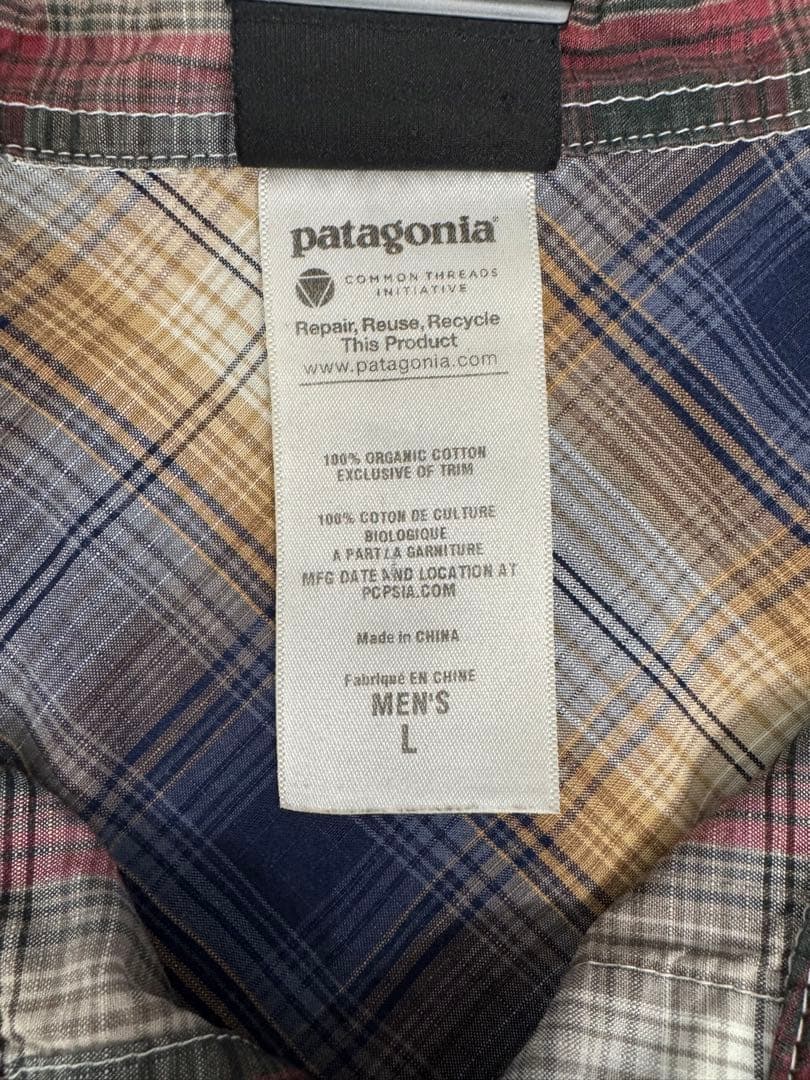 patagonia®
COMMON THREADS
INITIATIVE
Repair, Reuse, Recycle
This Product
www.patagonia.com
100% ORGANIC COTTON
EXCLUSIVE OF TRIM
100% COTON DE CULTURE
BIOLOGIQUE
A PART LA GARNITURE
MFG DATE AND LOCATION AT
PCPSIA.COM
Made in CHINA
Fabriqué EN CHINE
MEN'S
L